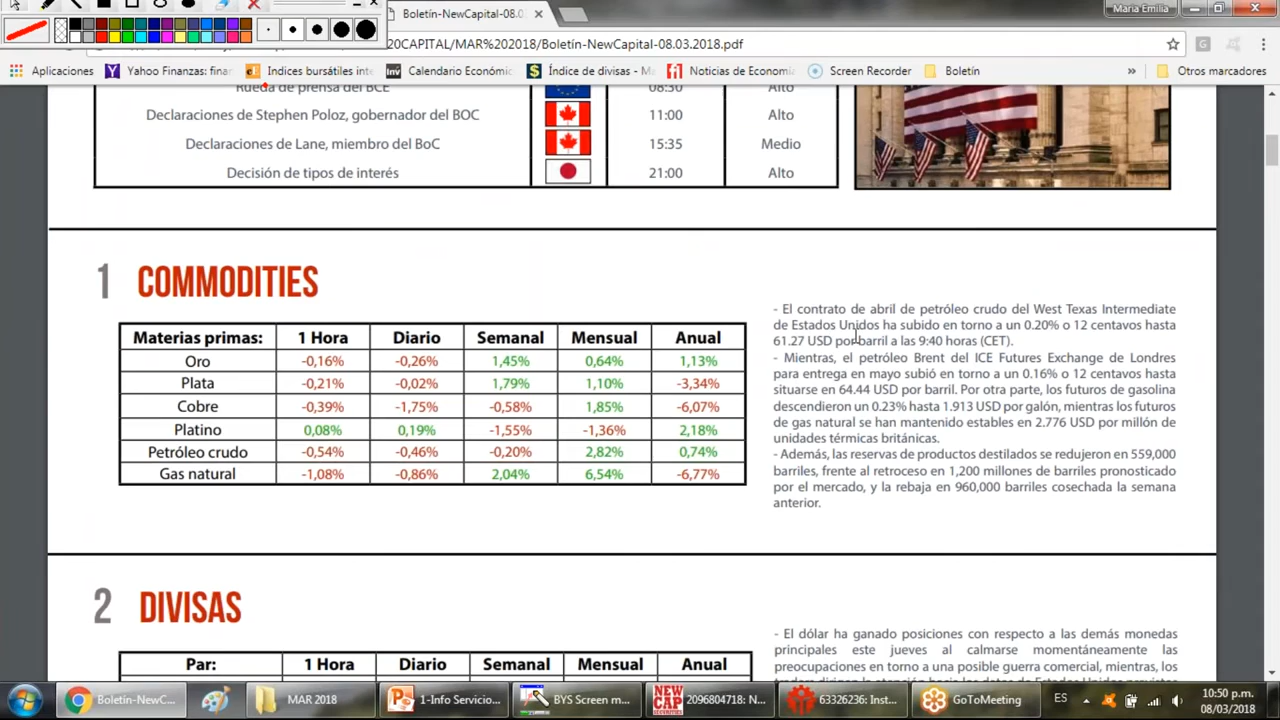 Boletín-NewCapital-08.0
Maria Emilia
20CAPITAL/MAR%202018/Boletín-NewCapital-08.03.2018.pdf
Aplicaciones
Yahoo Finanzas: finan
Indices bursátiles inte
Calendario Económic
Índice de divisas - Ma
Noticias de Economía
Screen Recorder
Boletín
»
Otros marcadores
Rueda de prensa del BCE 08:30 Alto
Declaraciones de Stephen Poloz, gobernador del BOC 11:00 Alto
Declaraciones de Lane, miembro del BoC 15:35 Medio
Decisión de tipos de interés 21:00 Alto
1 COMMODITIES
Materias primas: 1 Hora Diario Semanal Mensual Anual
Oro -0,16% -0,26% 1,45% 0,64% 1,13%
Plata -0,21% -0,02% 1,79% 1,10% -3,34%
Cobre -0,39% -1,75% -0,58% 1,85% -6,07%
Platino 0,08% 0,19% -1,55% -1,36% 2,18%
Petróleo crudo -0,54% -0,46% -0,20% 2,82% 0,74%
Gas natural -1,08% -0,86% 2,04% 6,54% -6,77%
- El contrato de abril de petróleo crudo del West Texas Intermediate
de Estados Unidos ha subido en torno a un 0.20% o 12 centavos hasta
61.27 USD por barril a las 9:40 horas (CET).
- Mientras, el petróleo Brent del ICE Futures Exchange de Londres
para entrega en mayo subió en torno a un 0.16% o 12 centavos hasta
situarse en 64.44 USD por barril. Por otra parte, los futuros de gasolina
descendieron un 0.23% hasta 1.913 USD por galón, mientras los futuros
de gas natural se han mantenido estables en 2.776 USD por millón de
unidades térmicas británicas.
- Además, las reservas de productos destilados se redujeron en 559,000
barriles, frente al retroceso en 1,200 millones de barriles pronosticado
por el mercado, y la rebaja en 960,000 barriles cosechada la semana
anterior.
2 DIVISAS
Par: 1 Hora Diario Semanal Mensual Anual
- El dólar ha ganado posiciones con respecto a las demás monedas
principales este jueves al calmarse momentáneamente las
preocupaciones en torno a una posible guerra comercial, mientras, los
Boletín-NewC...
MAR 2018
1-Info Servicio...
BYS Screen m...
NEW CAP
2096804718: N...
63326236: Inst...
GoToMeeting
ES
10:50 p.m.
08/03/2018